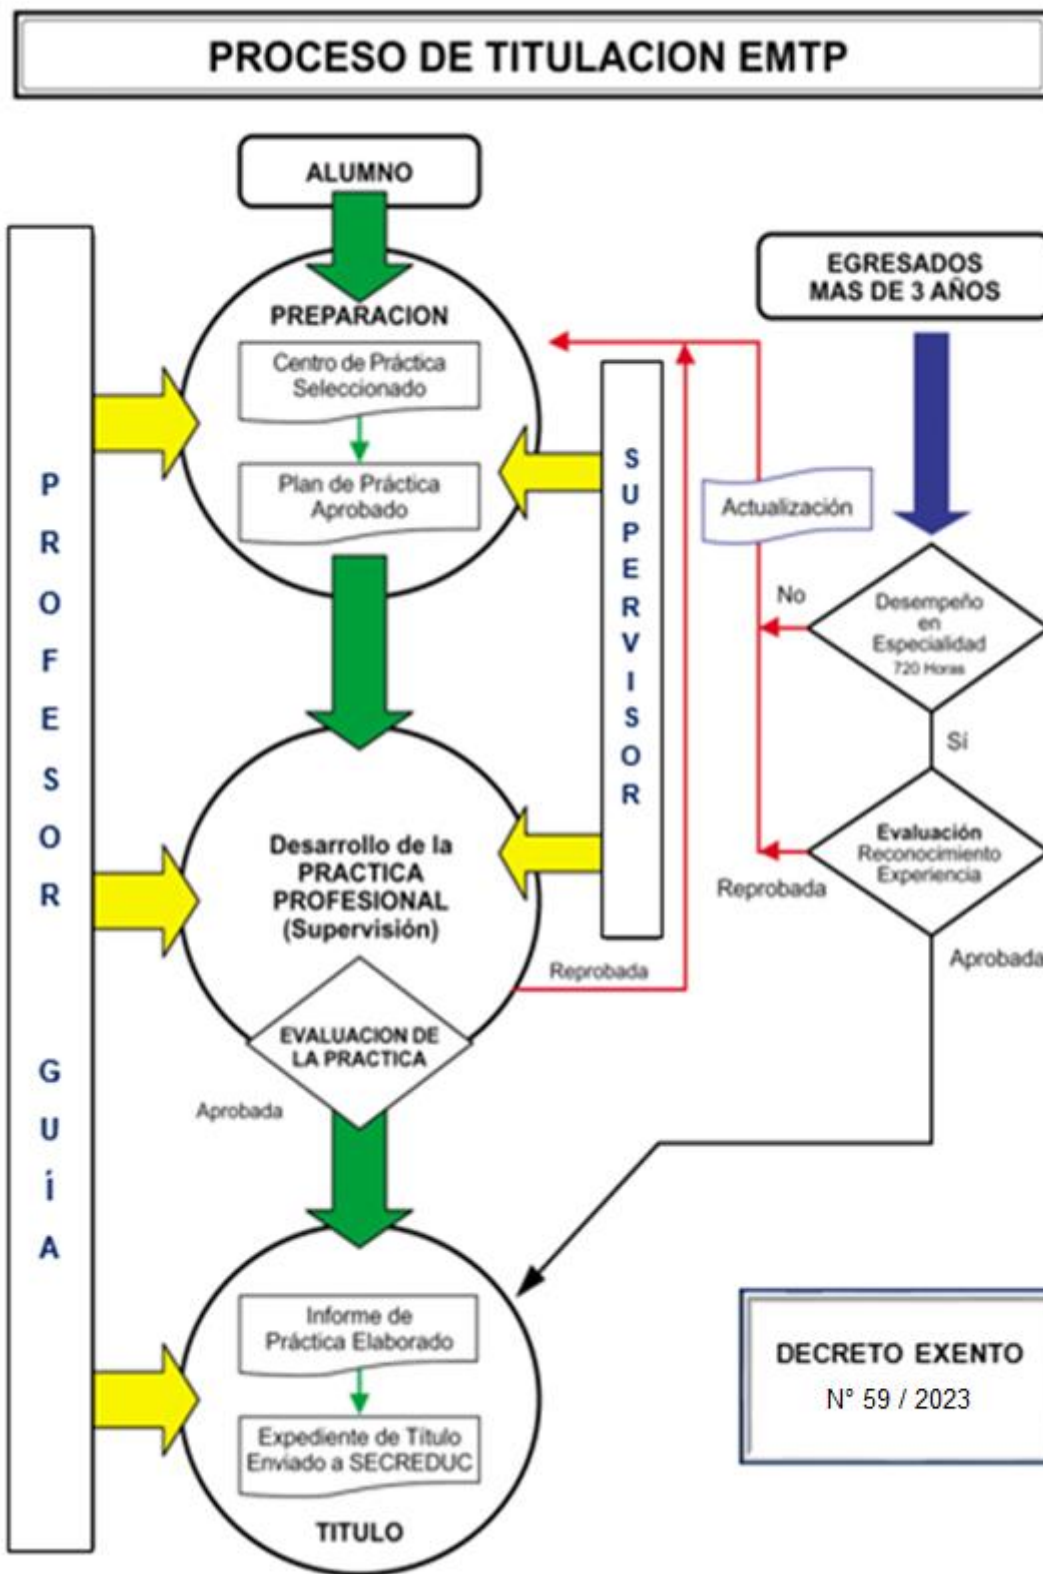 PROCESO DE TITULACION EMTP
ALUMNO
PREPARACION
Centro de Práctica
Seleccionado
Plan de Práctica
Aprobado
Desarrollo de la
PRACTICA
PROFESIONAL
(Supervisión)
EVALUACION DE
LA PRACTICA
Reprobada
Aprobada
Informe de
Práctica Elaborado
Expediente de Título
Enviado a SECREDUC
TITULO
PROFESOR
GUÍA
SUPERVISOR
EGRESADOS
MAS DE 3 AÑOS
Actualización
No
Desempeño
en
Especialidad
720 Horas
Sí
Evaluación
Reconocimiento
Experiencia
Reprobada
Aprobada
DECRETO EXENTO
N° 59 / 2023